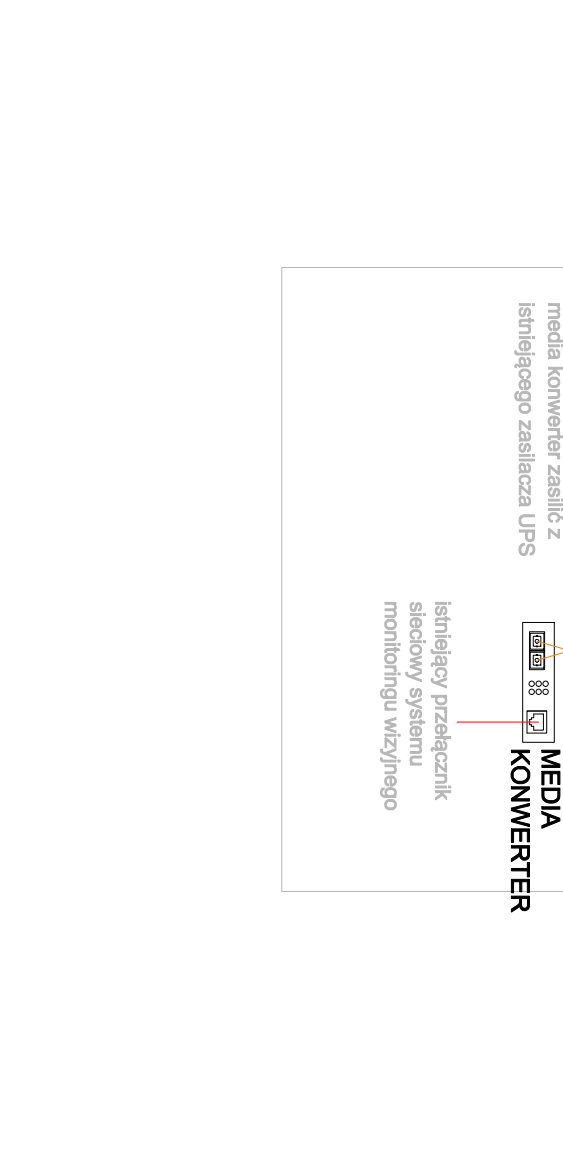 media konwerter zasilić z
istniejącego zasilacza UPS
istniejący przełącznik
sieciowy systemu
monitoringu wizyjnego
MEDIA
KONWERTER